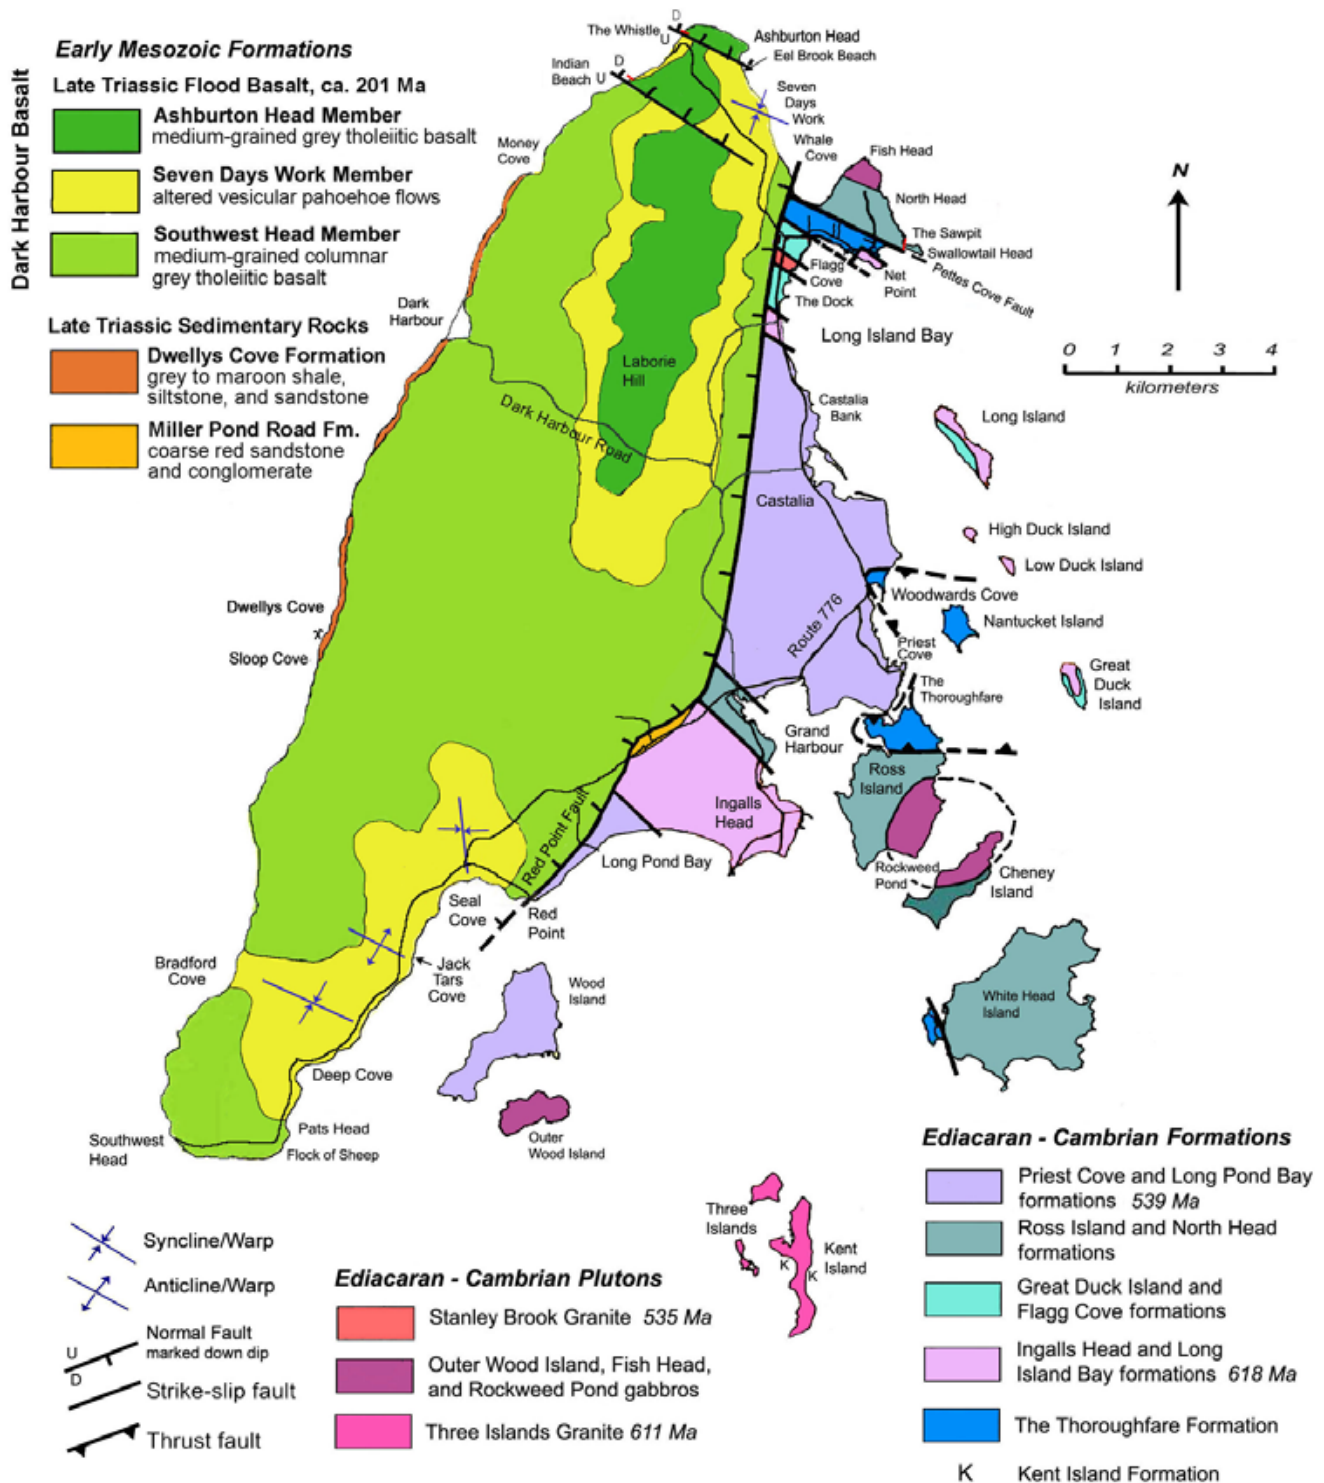 Early Mesozoic Formations
Dark Harbour Basalt
Late Triassic Flood Basalt, ca. 201 Ma
Ashburton Head Member
medium-grained grey tholeiitic basalt
Seven Days Work Member
altered vesicular pahoehoe flows
Southwest Head Member
medium-grained columnar
grey tholeiitic basalt
Late Triassic Sedimentary Rocks
Dwellys Cove Formation
grey to maroon shale,
siltstone, and sandstone
Miller Pond Road Fm.
coarse red sandstone
and conglomerate
D
The Whistle
U
Ashburton Head
Eel Brook Beach
Indian
Beach
D
U
Seven
Days
Work
Money
Cove
Whale
Cove
Fish Head
North Head
The Sawpit
Swallowtail Head
Pettes Cove Fault
Net
Point
Flagg
Cove
The Dock
Long Island Bay
N
0 1 2 3 4
kilometers
Dark
Harbour
Laborie
Hill
Dark Harbour Road
Castalia
Bank
Castalia
Long Island
High Duck Island
Low Duck Island
Woodwards Cove
Nantucket Island
Route 776
Priest
Cove
The
Thoroughfare
Great
Duck
Island
Dwellys Cove
x
Sloop Cove
Grand
Harbour
Ross
Island
Ingalls
Head
Red Point Fault
Long Pond Bay
Rockweed
Pond
Cheney
Island
Seal
Cove
Red
Point
Bradford
Cove
Jack
Tars
Cove
Wood
Island
White Head
Island
Deep Cove
Outer
Wood Island
Southwest
Head
Pats Head
Flock of Sheep
Three
Islands
Kent
Island
K
K
Syncline/Warp
Anticline/Warp
Normal Fault
marked down dip
U
D
Strike-slip fault
Thrust fault
Ediacaran - Cambrian Plutons
Stanley Brook Granite 535 Ma
Outer Wood Island, Fish Head,
and Rockweed Pond gabbros
Three Islands Granite 611 Ma
Ediacaran - Cambrian Formations
Priest Cove and Long Pond Bay
formations 539 Ma
Ross Island and North Head
formations
Great Duck Island and
Flagg Cove formations
Ingalls Head and Long
Island Bay formations 618 Ma
The Thoroughfare Formation
K Kent Island Formation